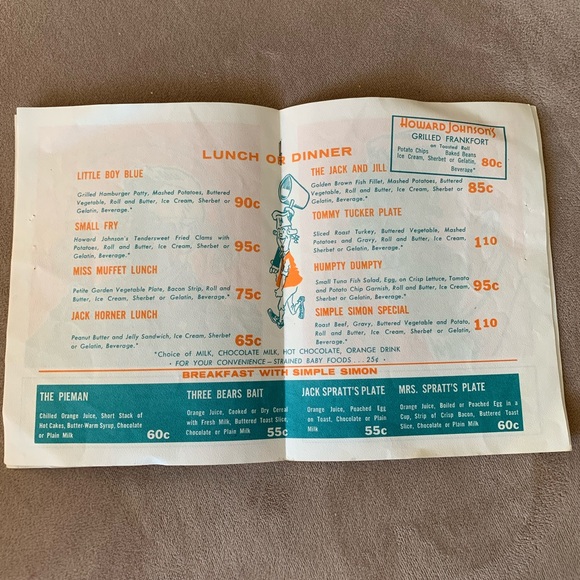 LUNCH OR DINNER
LITTLE BOY BLUE
Grilled Hamburger Patty, Mashed Potatoes, Buttered
Vegetable, Roll and Butter, Ice Cream, Sherbet or
Gelatin, Beverage.* 90c
SMALL FRY
Howard Johnson's Tendersweet Fried Clams with
Potatoes, Roll and Butter, Ice Cream, Sherbet or
Gelatin, Beverage.* 95c
MISS MUFFET LUNCH
Petite Garden Vegetable Plate, Bacon Strip, Roll and
Butter, Ice Cream, Sherbet or Gelatin, Beverage.* 75c
JACK HORNER LUNCH
Peanut Butter and Jelly Sandwich, Ice Cream, Sherbet
or Gelatin, Beverage.* 65c
HOWARD JOHNSON'S
GRILLED FRANKFORT
on Toasted Roll
Potato Chips Baked Beans
Ice Cream, Sherbet or Gelatin,
Beverage* 80c
THE JACK AND JILL
Golden Brown Fish Fillet, Mashed Potatoes, Buttered
Vegetable, Roll and Butter, Ice Cream, Sherbet or
Gelatin, Beverage.* 85c
TOMMY TUCKER PLATE
Sliced Roast Turkey, Buttered Vegetable, Mashed
Potatoes and Gravy, Roll and Butter, Ice Cream,
Sherbet or Gelatin, Beverage.* 1.10
HUMPTY DUMPTY
Small Tuna Fish Salad, Egg, on Crisp Lettuce, Tomato
and Potato Chip Garnish, Roll and Butter, Ice Cream,
Sherbet or Gelatin, Beverage.* 95c
SIMPLE SIMON SPECIAL
Roast Beef, Gravy, Buttered Vegetable and Potato,
Roll and Butter, Ice Cream, Sherbet or Gelatin,
Beverage.* 1.10
*Choice of MILK, CHOCOLATE MILK, HOT CHOCOLATE, ORANGE DRINK
• FOR YOUR CONVENIENCE — STRAINED BABY FOODS . . . 25¢ •
BREAKFAST WITH SIMPLE SIMON
THE PIEMAN
Chilled Orange Juice, Short Stack of
Hot Cakes, Butter-Warm Syrup, Chocolate
or Plain Milk 60c
THREE BEARS BAIT
Orange Juice, Cooked or Dry Cereal
with Fresh Milk, Buttered Toast Slice,
Chocolate or Plain Milk 55c
JACK SPRATT'S PLATE
Orange Juice, Poached Egg
on Toast, Chocolate or Plain
Milk 55c
MRS. SPRATT'S PLATE
Orange Juice, Boiled or Poached Egg in a
Cup, Strip of Crisp Bacon, Buttered Toast
Slice, Chocolate or Plain Milk 60c